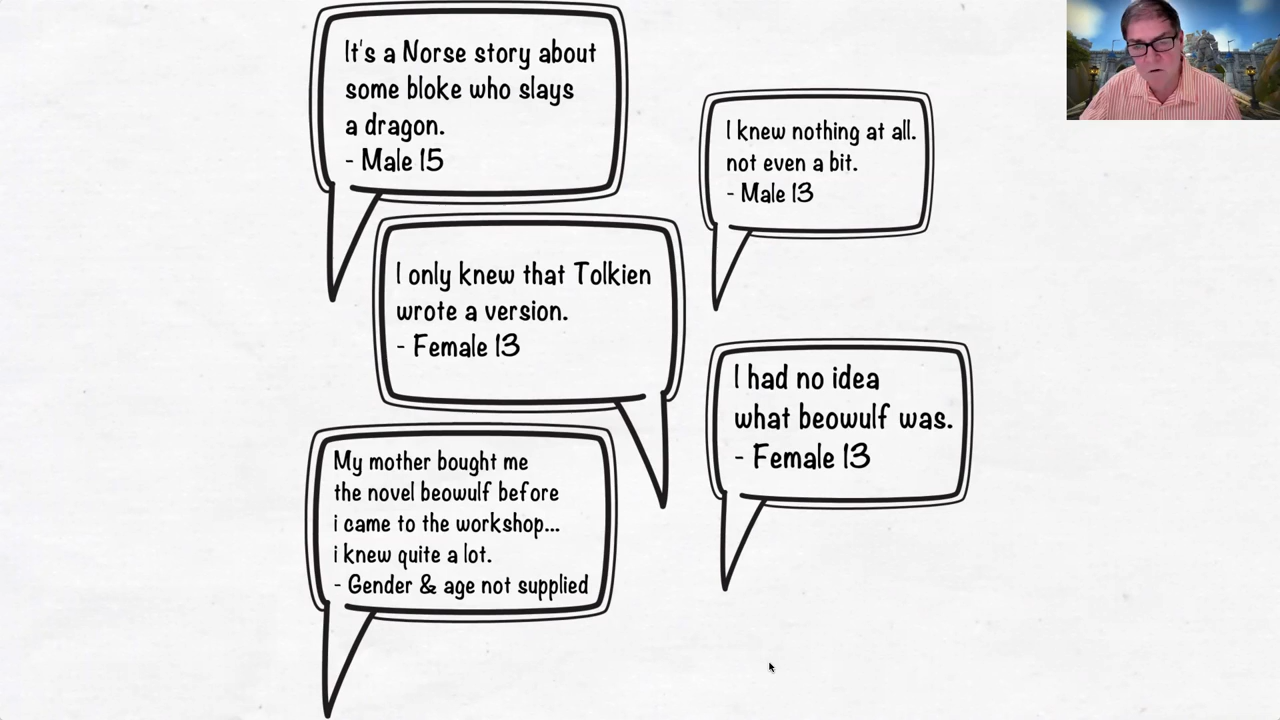 It's a Norse story about
some bloke who slays
a dragon.
- Male 15
I knew nothing at all.
not even a bit.
- Male 13
I only knew that Tolkien
wrote a version.
- Female 13
I had no idea
what beowulf was.
- Female 13
My mother bought me
the novel beowulf before
i came to the workshop...
i knew quite a lot.
- Gender & age not supplied